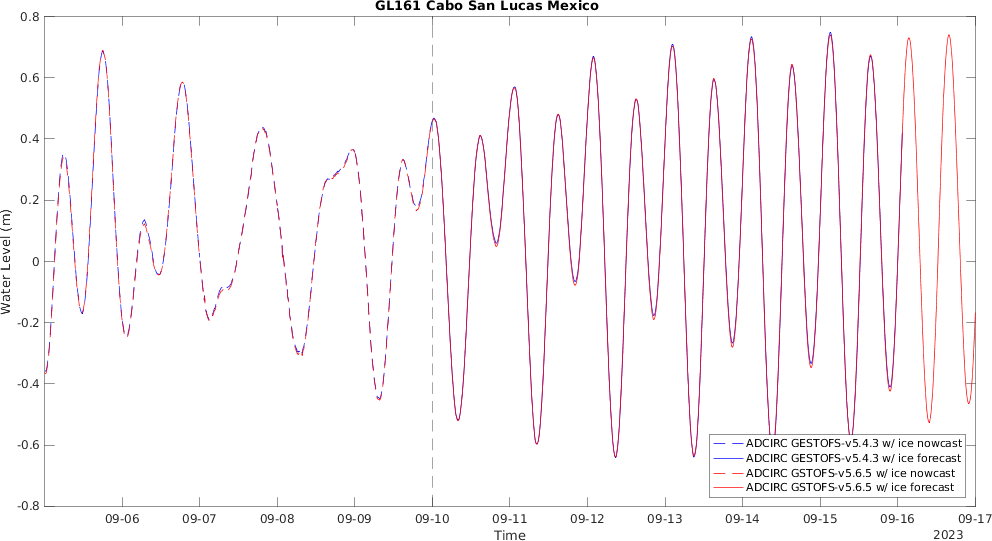 GL161 Cabo San Lucas Mexico
0.8
0.6
0.4
0.2
0
-0.2
-0.4
-0.6
-0.8
Water Level (m)
ADCIRC GESTOFS-v5.4.3 w/ ice nowcast
ADCIRC GESTOFS-v5.4.3 w/ ice forecast
ADCIRC GSTOFS-v5.6.5 w/ ice nowcast
ADCIRC GSTOFS-v5.6.5 w/ ice forecast
09-06 09-07 09-08 09-09 09-10 09-11 09-12 09-13 09-14 09-15 09-16 09-17
Time
2023